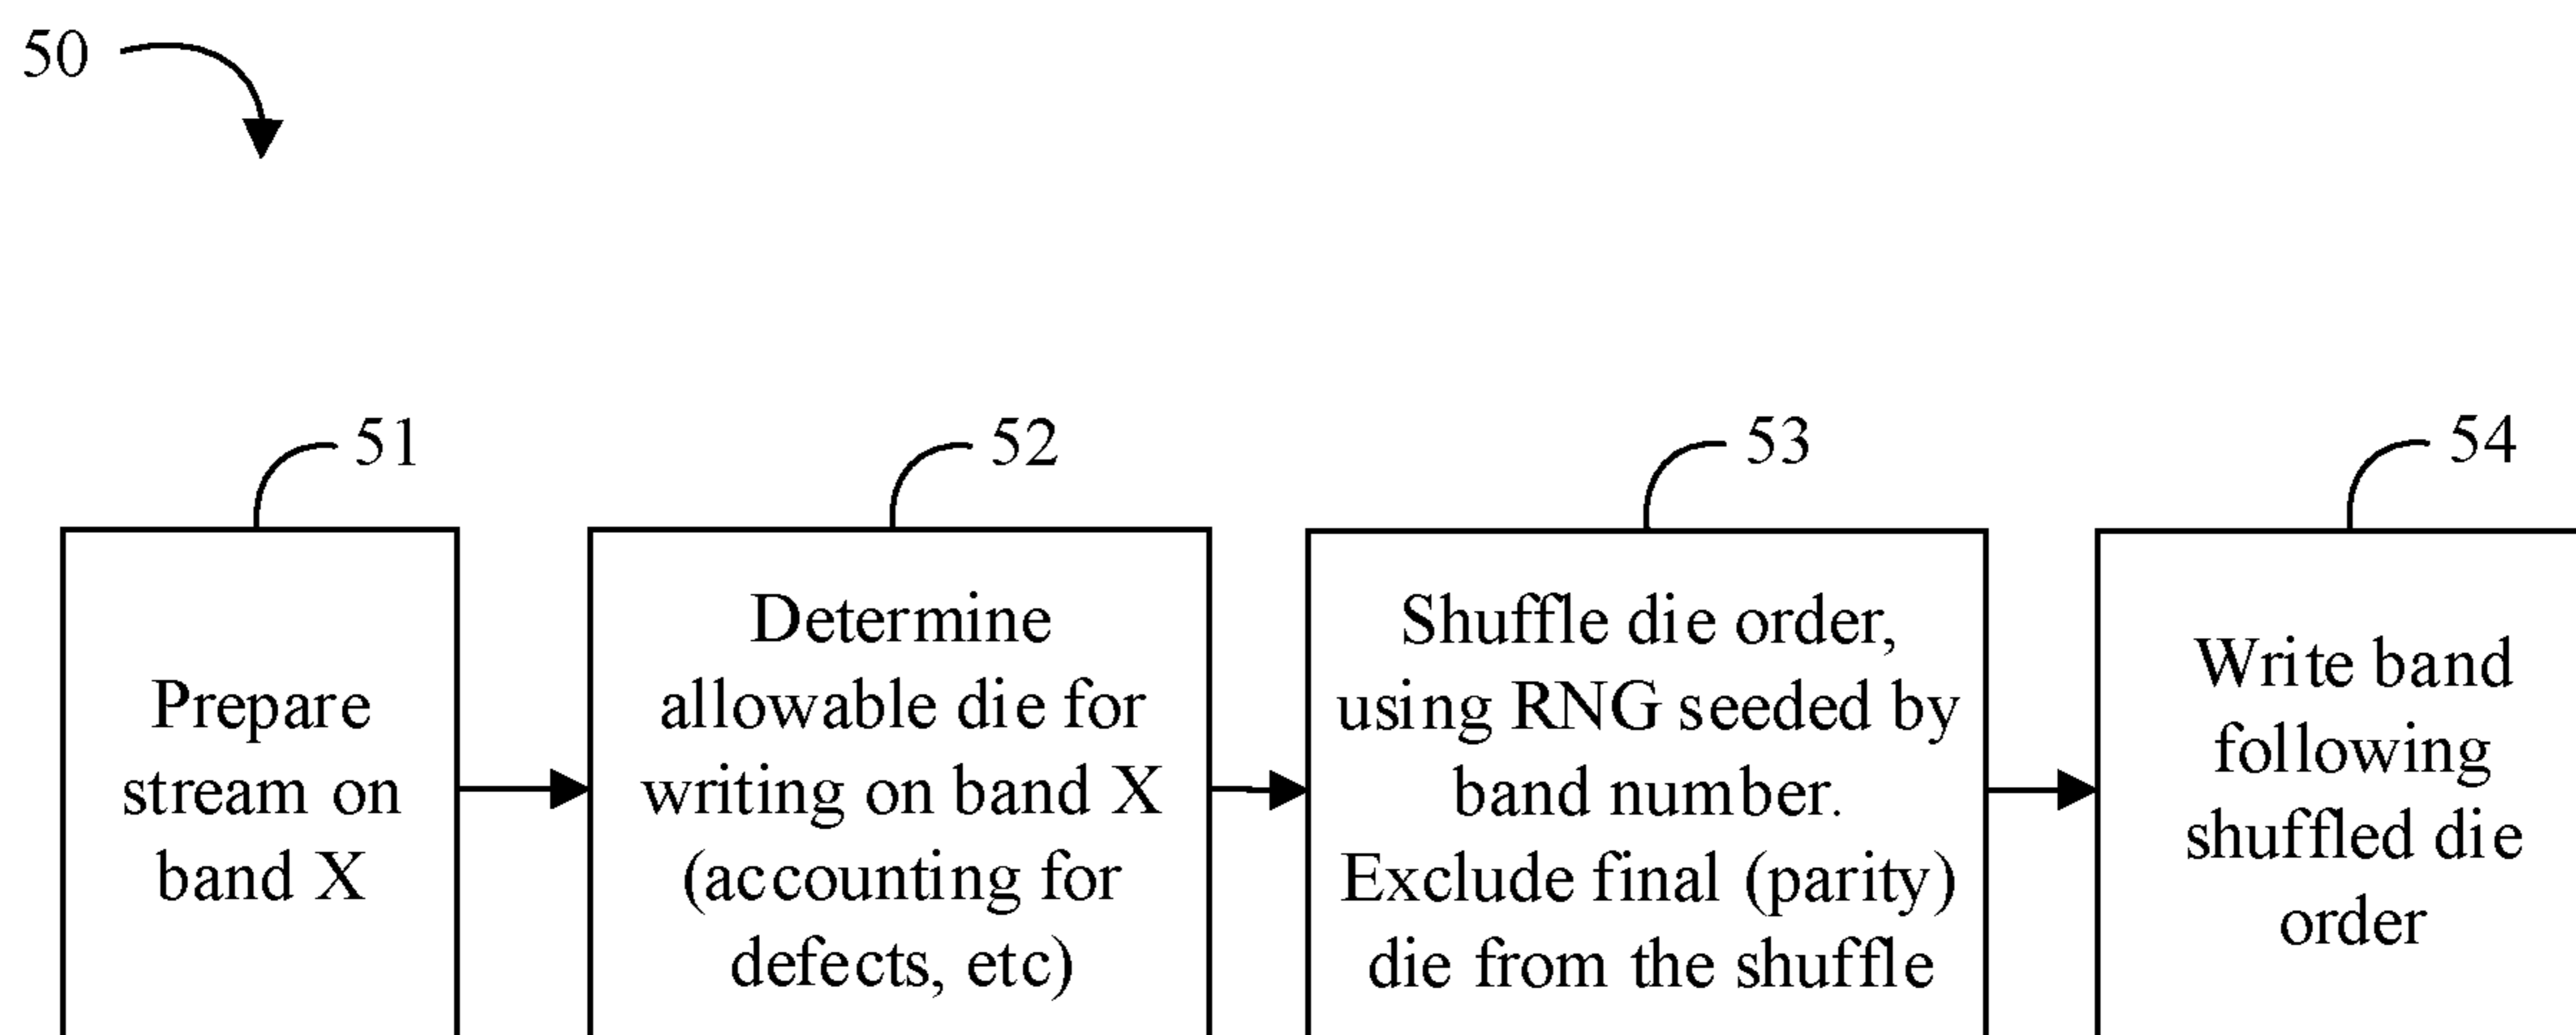 50
51
52
53
54
Prepare
stream on
band X
Determine
allowable die for
writing on band X
(accounting for
defects, etc)
Shuffle die order,
using RNG seeded by
band number.
Exclude final (parity)
die from the shuffle
Write band
following
shuffled die
order